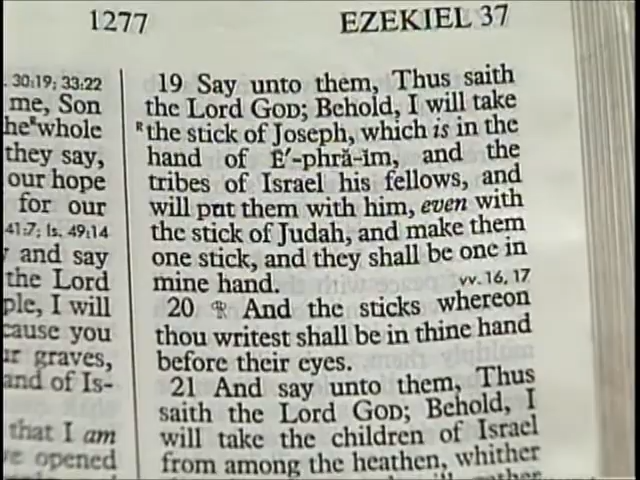 1277
EZEKIEL 37
30:19; 33:22
me, Son
he whole
they say,
our hope
for our
41:7; Is. 49:14
and say
the Lord
ple, I will
cause you
ur graves,
and of Is-
that I am
opened
19 Say unto them, Thus saith
the Lord GOD; Behold, I will take
R the stick of Joseph, which is in the
hand of Ē′-phră-ĭm, and the
tribes of Israel his fellows, and
will put them with him, even with
the stick of Judah, and make them
one stick, and they shall be one in
mine hand. vv. 16, 17
20 And the sticks whereon
thou writest shall be in thine hand
before their eyes.
21 And say unto them, Thus
saith the Lord GOD; Behold, I
will take the children of Israel
from among the heathen, whither